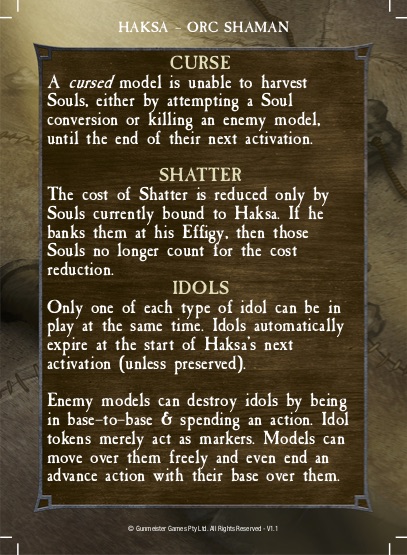 HAKSA - ORC SHAMAN
CURSE
A cursed model is unable to harvest
Souls, either by attempting a Soul
conversion or killing an enemy model,
until the end of their next activation.
SHATTER
The cost of Shatter is reduced only by
Souls currently bound to Haksa. If he
banks them at his Effigy, then those
Souls no longer count for the cost
reduction.
IDOLS
Only one of each type of idol can be in
play at the same time. Idols automatically
expire at the start of Haksa's next
activation (unless preserved).
Enemy models can destroy idols by being
in base-to-base & spending an action. Idol
tokens merely act as markers. Models can
move over them freely and even end an
advance action with their base over them.
© Gunmeister Games Pty Ltd. All Rights Reserved - V1.1